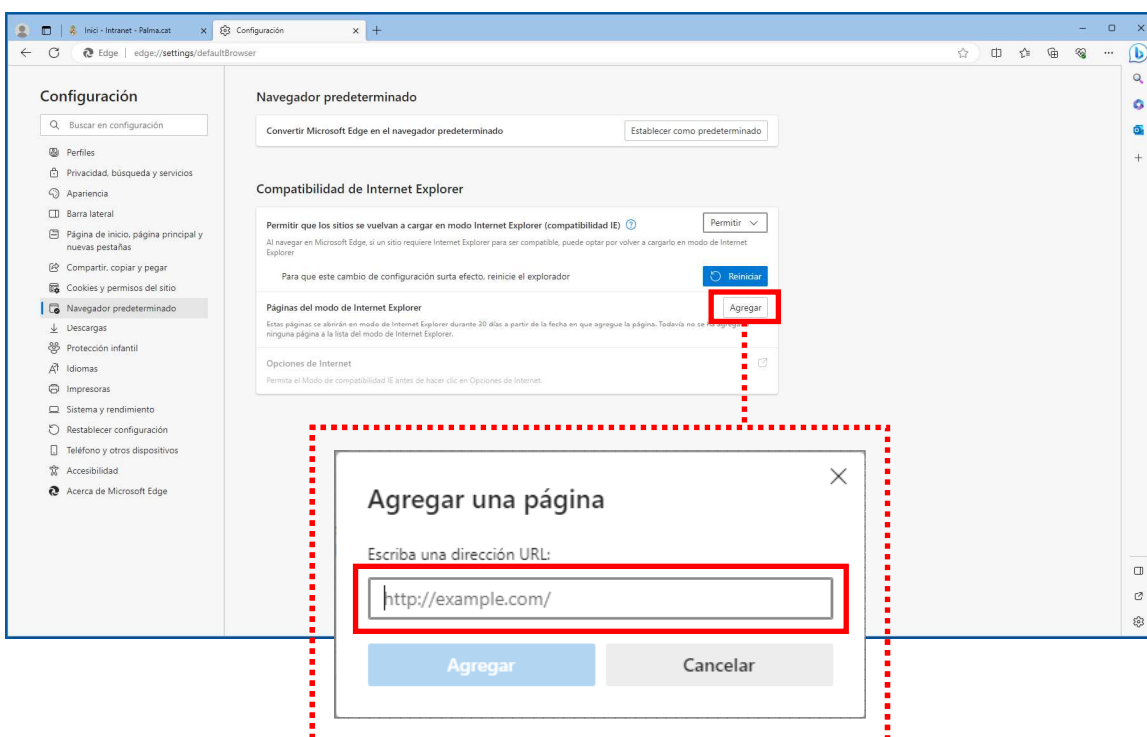 Inici - Intranet - Palma.cat
Configuración
Edge | edge://settings/defaultBrowser
Configuración
Buscar en configuración
Perfiles
Privacidad, búsqueda y servicios
Apariencia
Barra lateral
Página de inicio, página principal y
nuevas pestañas
Compartir, copiar y pegar
Cookies y permisos del sitio
Navegador predeterminado
Descargas
Protección infantil
Idiomas
Impresoras
Sistema y rendimiento
Restablecer configuración
Teléfono y otros dispositivos
Accesibilidad
Acerca de Microsoft Edge
Navegador predeterminado
Convertir Microsoft Edge en el navegador predeterminado
Establecer como predeterminado
Compatibilidad de Internet Explorer
Permitir que los sitios se vuelvan a cargar en modo Internet Explorer (compatibilidad IE)
Permitir
Al navegar en Microsoft Edge, si un sitio requiere Internet Explorer para ser compatible, puede optar por volver a cargarlo en modo de Internet
Explorer
Para que este cambio de configuración surta efecto, reinicie el explorador
Reiniciar
Páginas del modo de Internet Explorer
Agregar
Estas páginas se abrirán en modo de Internet Explorer durante 30 días a partir de la fecha en que agregue la página. Todavía no se ha agregado
ninguna página a la lista del modo de Internet Explorer.
Opciones de Internet
Permita el Modo de compatibilidad IE antes de hacer clic en Opciones de Internet.
Agregar una página
Escriba una dirección URL:
http://example.com/
Agregar
Cancelar